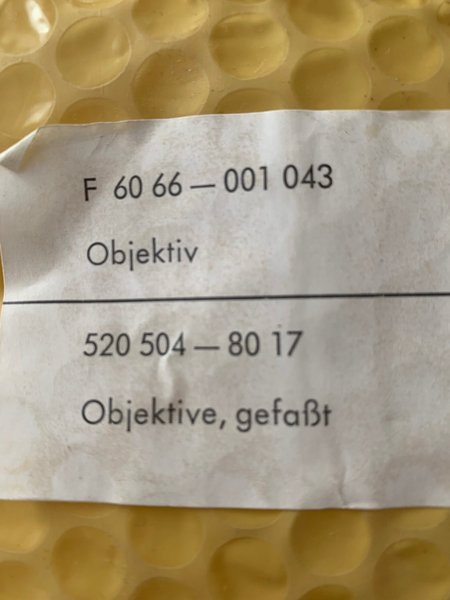 F 60 66 — 001 043
Objektiv
520 504 — 80 17
Objektive, gefaßt